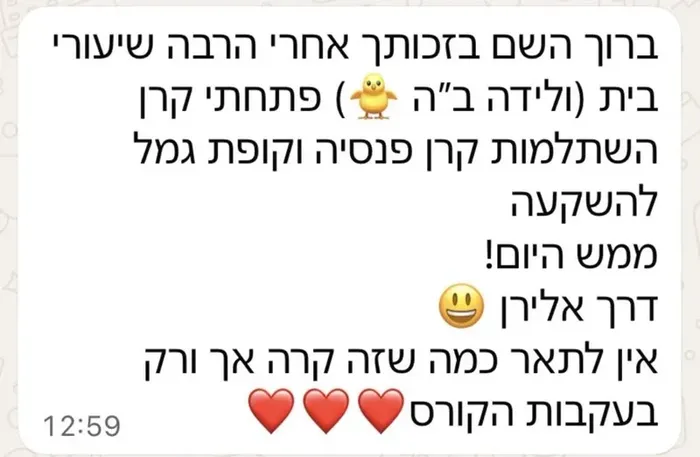 ברוך השם בזכותך אחרי הרבה שיעורי
בית (ולידה ב״ה 🐥) פתחתי קרן
השתלמות קרן פנסיה וקופת גמל
להשקעה
ממש היום!
דרך אלירן 😃
אין לתאר כמה שזה קרה אך ורק
בעקבות הקורס❤️❤️❤️
12:59